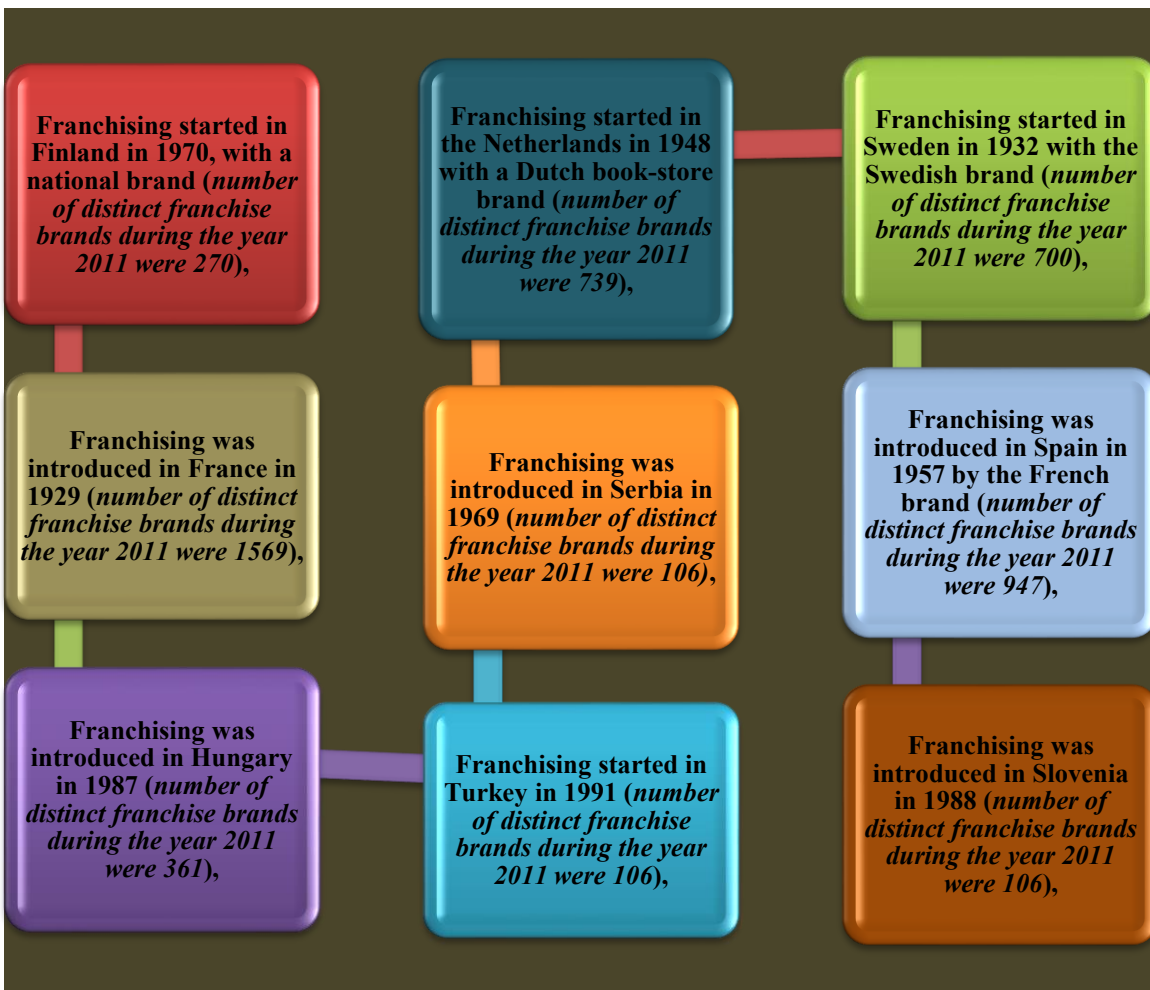 Franchising started in
Finland in 1970, with a
national brand (number
of distinct franchise
brands during the year
2011 were 270),
Franchising was
introduced in France in
1929 (number of distinct
franchise brands during
the year 2011 were 1569),
Franchising was
introduced in Hungary
in 1987 (number of
distinct franchise brands
during the year 2011
were 361),
Franchising started in
Turkey in 1991 (number
of distinct franchise
brands during the year
2011 were 106),
Franchising was
introduced in Serbia in
1969 (number of distinct
franchise brands during
the year 2011 were 106),
Franchising started in
the Netherlands in 1948
with a Dutch book-store
brand (number of
distinct franchise brands
during the year 2011
were 739),
Franchising started in
Sweden in 1932 with the
Swedish brand (number
of distinct franchise
brands during the year
2011 were 700),
Franchising was
introduced in Spain in
1957 by the French
brand (number of
distinct franchise brands
during the year 2011
were 947),
Franchising was
introduced in Slovenia
in 1988 (number of
distinct franchise brands
during the year 2011
were 106),